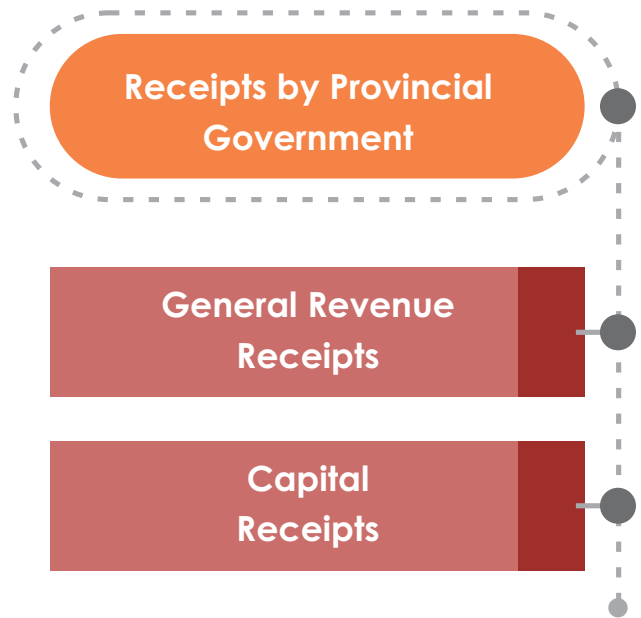 Receipts by Provincial
Government
General Revenue
Receipts
Capital
Receipts